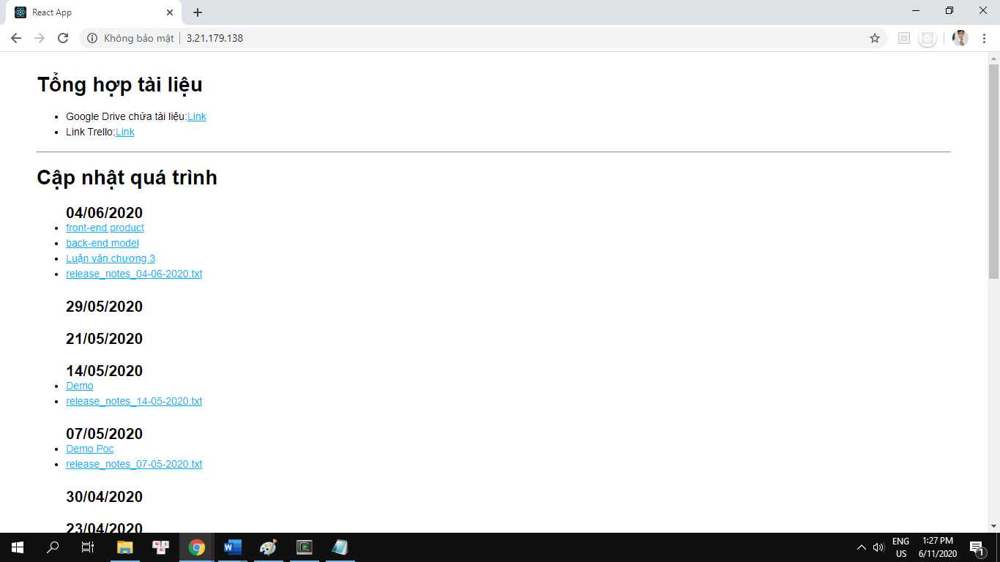 React App
Không bảo mật
3.21.179.138
Tổng hợp tài liệu
Google Drive chứa tài liệu:Link
Link Trello:Link
Cập nhật quá trình
04/06/2020
front-end product
back-end model
Luận văn chương 3
release_notes_04-06-2020.txt
29/05/2020
21/05/2020
14/05/2020
Demo
release_notes_14-05-2020.txt
07/05/2020
Demo Poc
release_notes_07-05-2020.txt
30/04/2020
23/04/2020
ENG
US
1:27 PM
6/11/2020
1